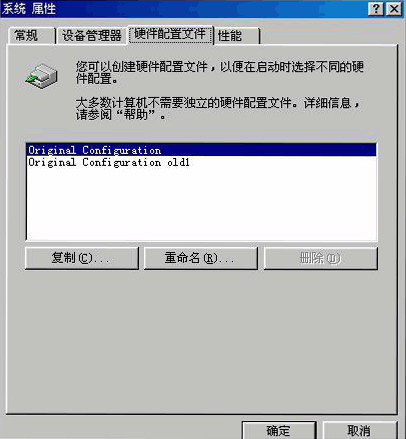 系统 属性
常规 设备管理器 硬件配置文件 性能
您可以创建硬件配置文件，以便在启动时选择不同的硬
件配置。
大多数计算机不需要独立的硬件配置文件。详细信息，
请参阅“帮助”。
Original Configuration
Original Configuration old1
复制(C)... 重命名(R)... 删除(D)
确定 取消